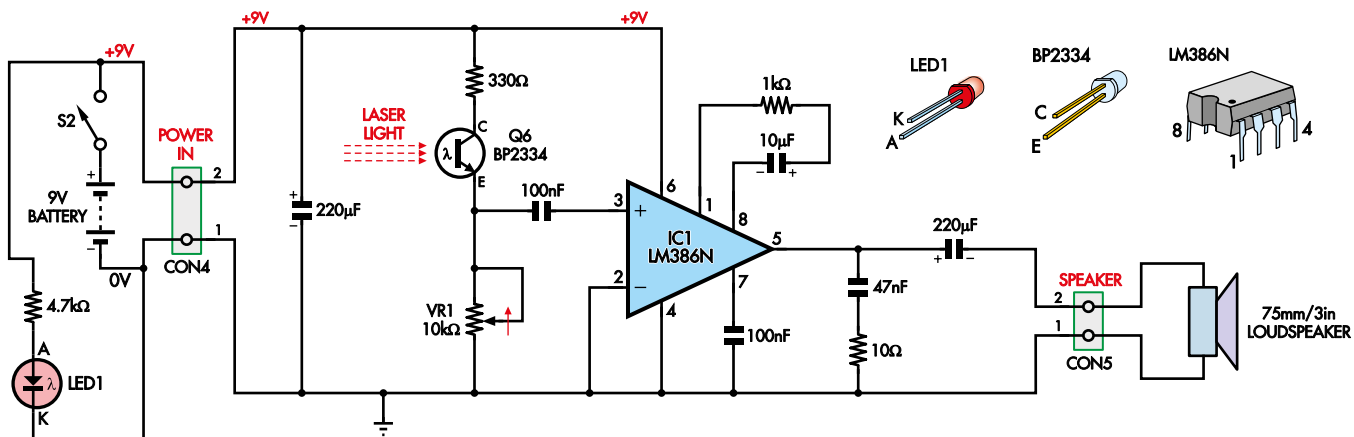 +9V
+9V
+9V
S2
POWER
IN
2
1
CON4
9V
BATTERY
+
−
0V
4.7kΩ
A
λ
LED1
K
+
−
220µF
330Ω
LASER
LIGHT
λ
C
E
Q6
BP2334
100nF
VR1
10kΩ
3
+
2
−
IC1
LM386N
6
1
8
5
7
4
1kΩ
10µF
−
+
100nF
47nF
10Ω
220µF
+
−
SPEAKER
2
1
CON5
75mm/3in
LOUDSPEAKER
LED1
K
A
BP2334
C
E
LM386N
8
1
4